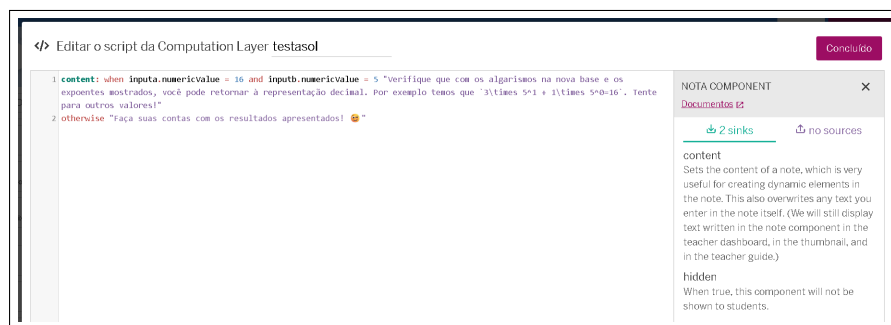 </> Editar o script da Computation Layer testasol
Concluído
1 content: when inputa.numericValue = 16 and inputb.numericValue = 5 "Verifique que com os algarismos na nova base e os
expoentes mostrados, você pode retornar à representação decimal. Por exemplo temos que `3\times 5^1 + 1\times 5^0=16`. Tente
para outros valores!"
2 otherwise "Faça suas contas com os resultados apresentados! 😄"
NOTA COMPONENT
Documentos
2 sinks
no sources
content
Sets the content of a note, which is very
useful for creating dynamic elements in
the note. This also overwrites any text you
enter in the note itself. (We will still display
text written in the note component in the
teacher dashboard, in the thumbnail, and
in the teacher guide.)
hidden
When true, this component will not be
shown to students.